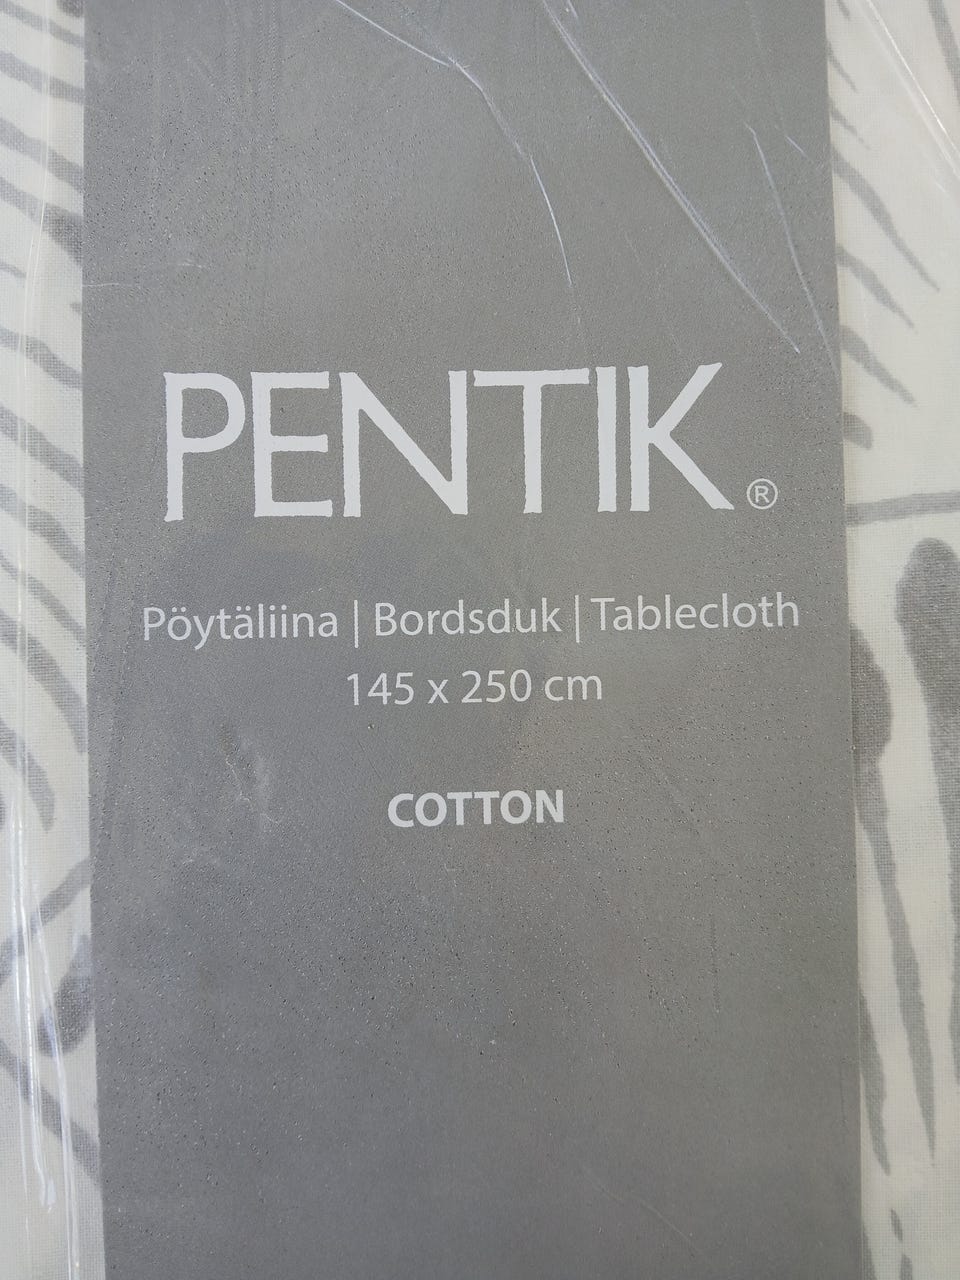 PENTIK®
Pöytäliina | Bordsduk | Tablecloth
145 x 250 cm
COTTON